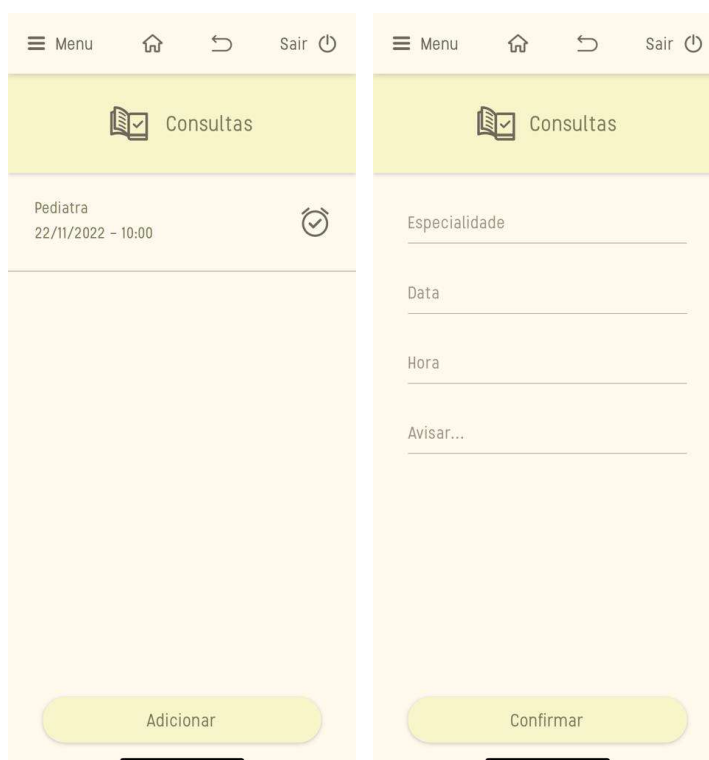 Menu Sair
Consultas
Pediatra
22/11/2022 - 10:00
Adicionar
Menu Sair
Consultas
Especialidade
Data
Hora
Avisar...
Confirmar